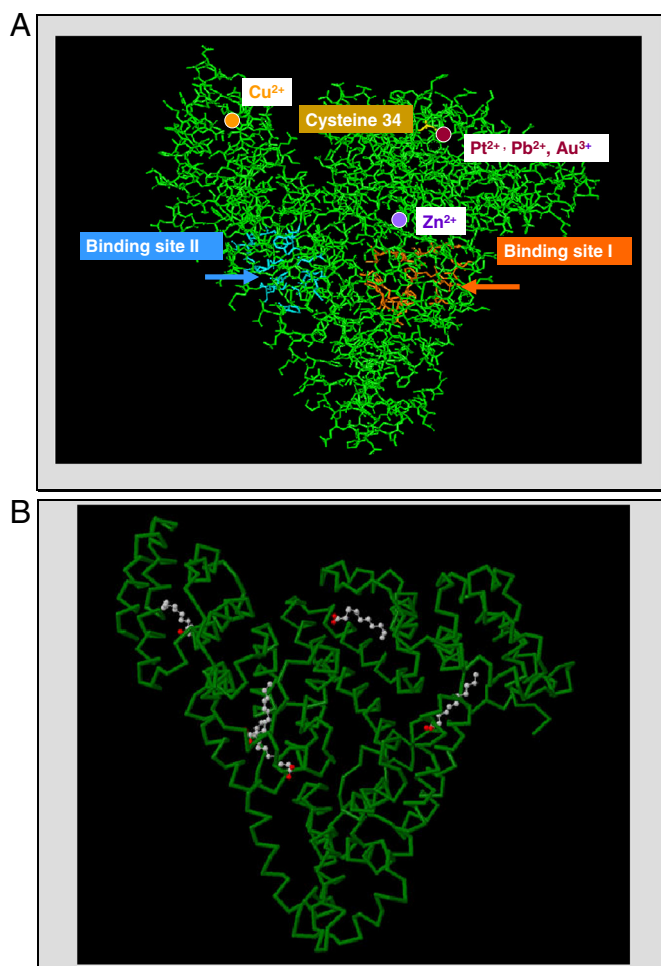 A
Cu²⁺
Cysteine 34
Pt²⁺, Pb²⁺, Au³⁺
Zn²⁺
Binding site II
Binding site I
B